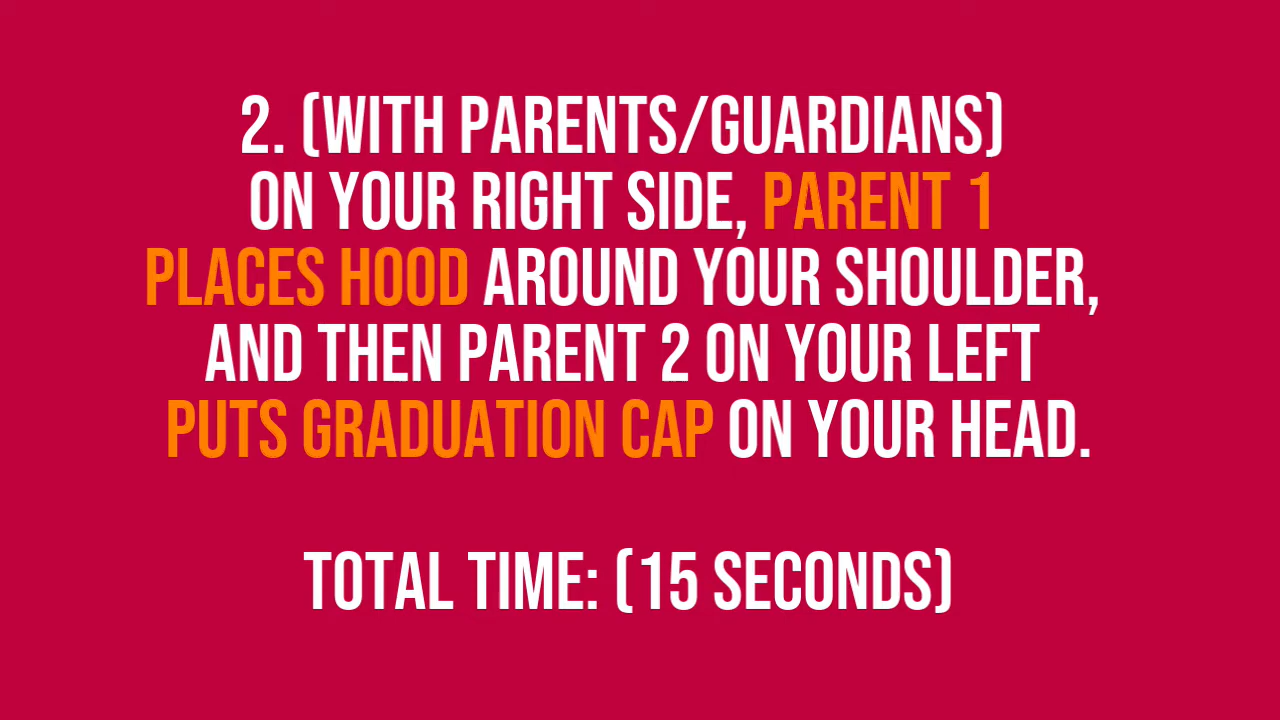 2. (WITH PARENTS/GUARDIANS)
ON YOUR RIGHT SIDE, PARENT 1
PLACES HOOD AROUND YOUR SHOULDER,
AND THEN PARENT 2 ON YOUR LEFT
PUTS GRADUATION CAP ON YOUR HEAD.
TOTAL TIME: (15 SECONDS)